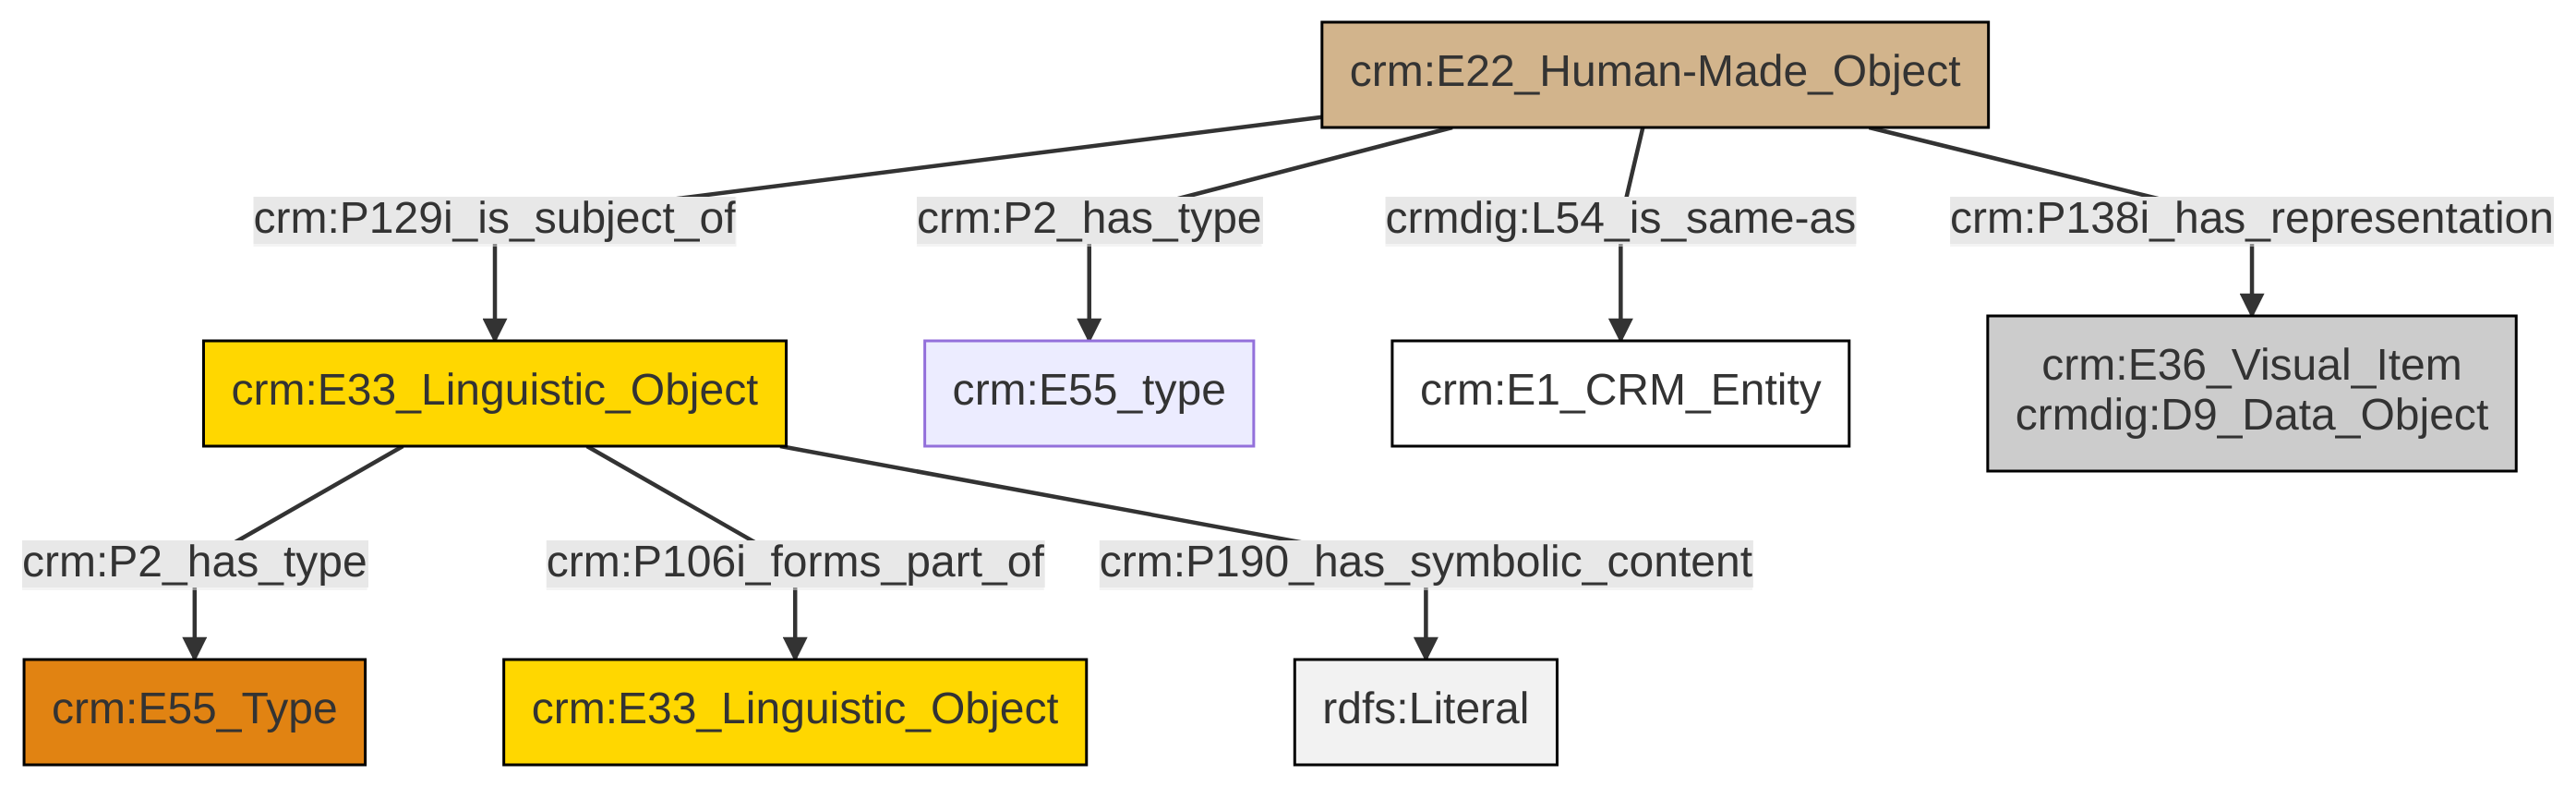 crm:E22_Human-Made_Object
crm:P129i_is_subject_of
crm:P2_has_type
crmdig:L54_is_same-as
crm:P138i_has_representation
crm:E33_Linguistic_Object
crm:E55_type
crm:E1_CRM_Entity
crm:E36_Visual_Item
crmdig:D9_Data_Object
crm:P2_has_type
crm:P106i_forms_part_of
crm:P190_has_symbolic_content
crm:E55_Type
crm:E33_Linguistic_Object
rdfs:Literal